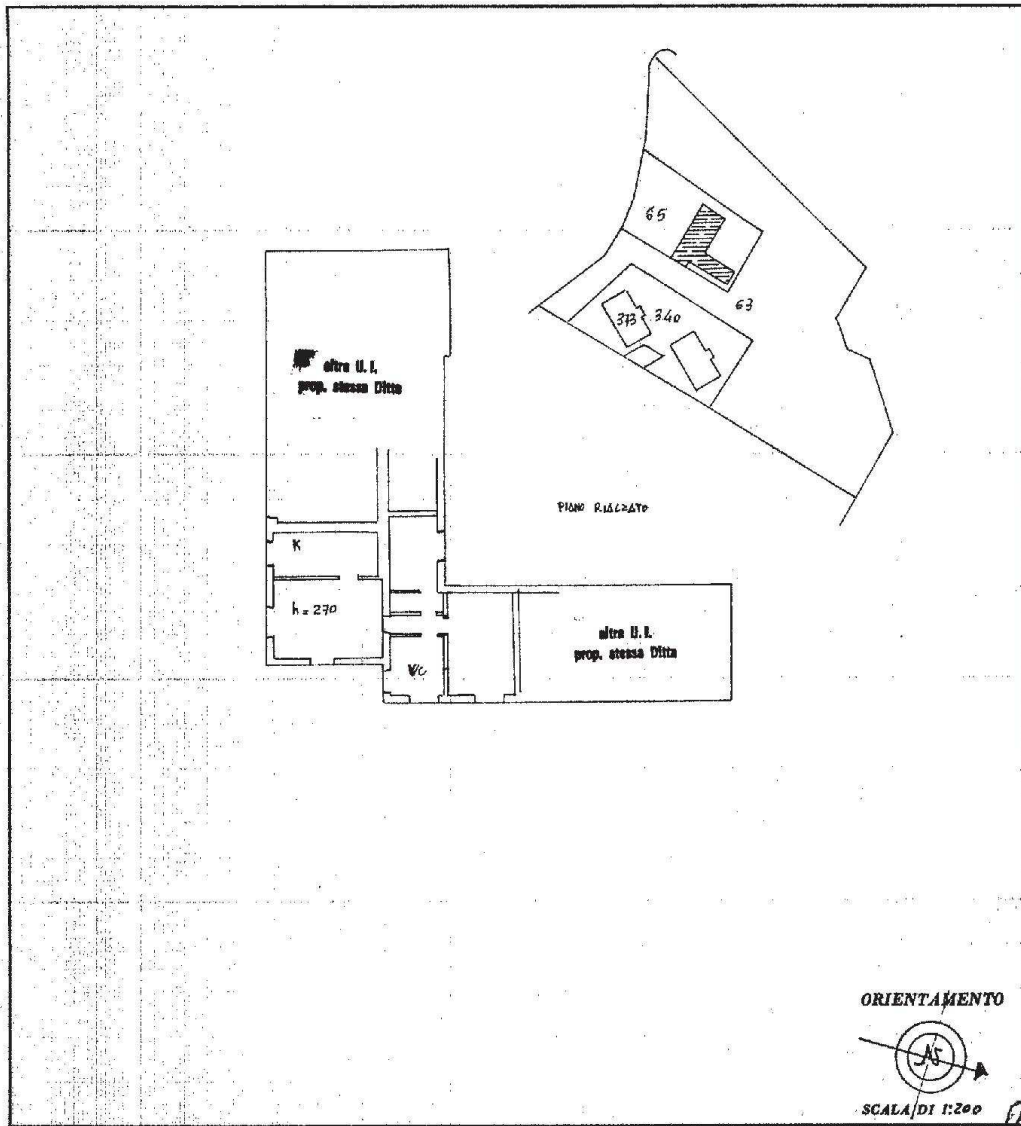 65
63
373 340
altra U.I.
prop. stessa Ditta
PIANO RIALZATO
K
h = 270
altra U.I.
prop. stessa Ditta
WC
ORIENTAMENTO
SCALA DI 1:200